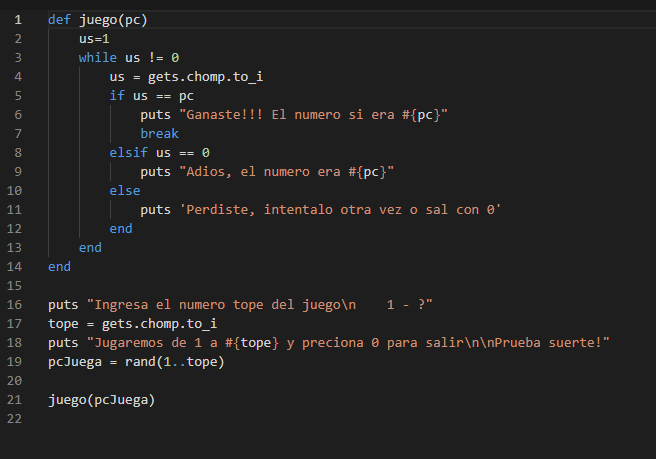 1 def juego(pc)
2     us=1
3     while us != 0
4         us = gets.chomp.to_i
5         if us == pc
6             puts "Ganaste!!! El numero si era #{pc}"
7             break
8         elsif us == 0
9             puts "Adios, el numero era #{pc}"
10         else
11             puts 'Perdiste, intentalo otra vez o sal con 0'
12         end
13     end
14 end
15
16 puts "Ingresa el numero tope del juego\n    1 - ?"
17 tope = gets.chomp.to_i
18 puts "Jugaremos de 1 a #{tope} y preciona 0 para salir\n\nPrueba suerte!"
19 pcJuega = rand(1..tope)
20
21 juego(pcJuega)
22